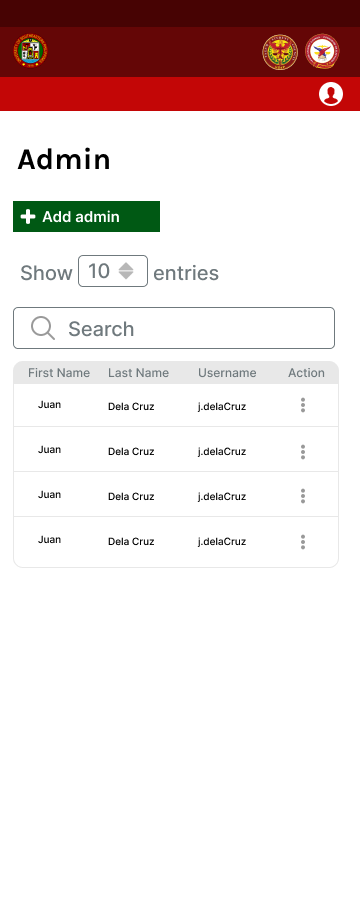 Admin
Add admin
Show 10 entries
Search
First Name Last Name Username Action
Juan Dela Cruz j.delaCruz
Juan Dela Cruz j.delaCruz
Juan Dela Cruz j.delaCruz
Juan Dela Cruz j.delaCruz